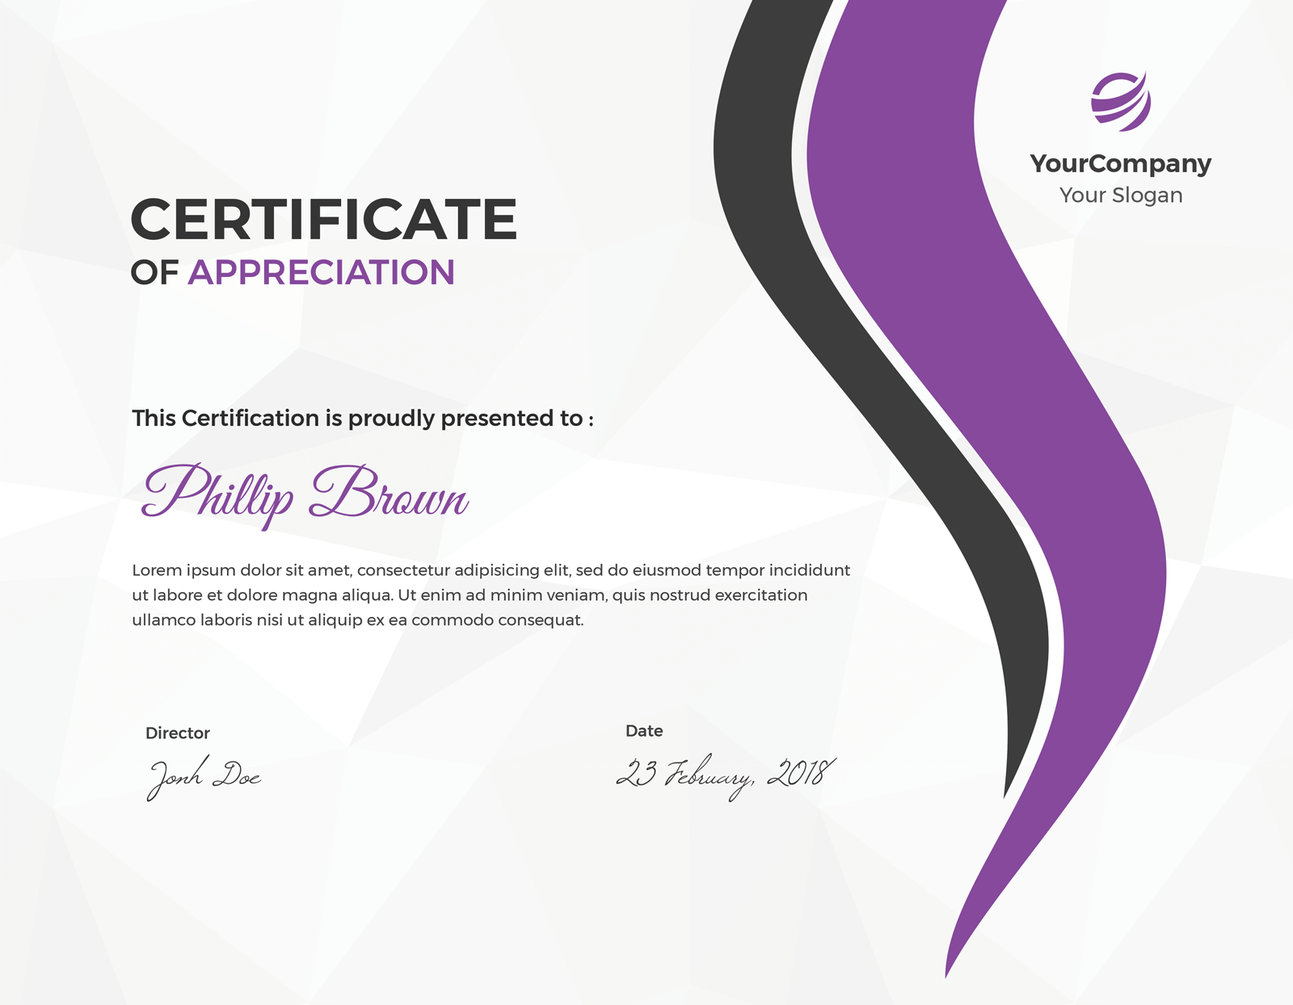 YourCompany
Your Slogan
CERTIFICATE
OF APPRECIATION
This Certification is proudly presented to :
Phillip Brown
Lorem ipsum dolor sit amet, consectetur adipisicing elit, sed do eiusmod tempor incididunt
ut labore et dolore magna aliqua. Ut enim ad minim veniam, quis nostrud exercitation
ullamco laboris nisi ut aliquip ex ea commodo consequat.
Director
Jonh Doe
Date
23 February, 2018